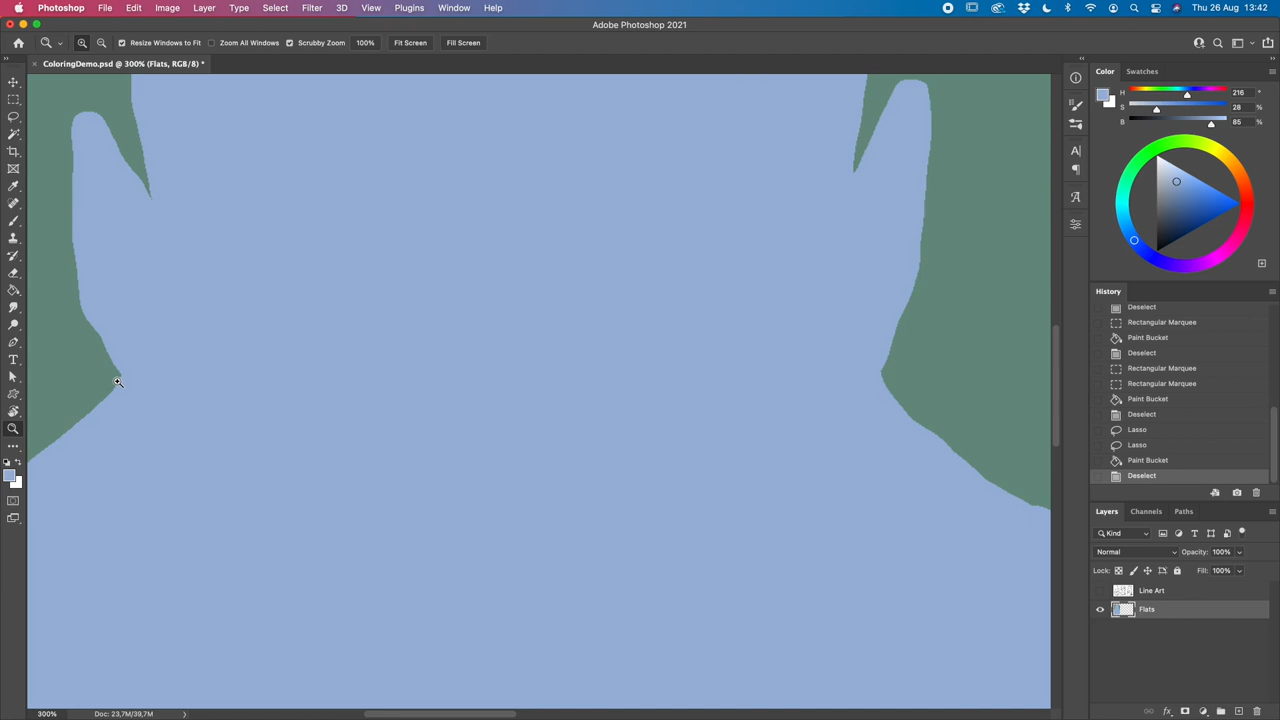 Photoshop File Edit Image Layer Type Select Filter 3D View Plugins Window Help Thu 26 Aug 13:42
Adobe Photoshop 2021
Resize Windows to Fit Zoom All Windows Scrubby Zoom 100% Fit Screen Fill Screen
ColoringDemo.psd @ 300% (Flats, RGB/8) *
Color Swatches
H 216 °
S 28 %
B 85 %
History
Deselect
Rectangular Marquee
Paint Bucket
Deselect
Rectangular Marquee
Rectangular Marquee
Paint Bucket
Deselect
Lasso
Lasso
Paint Bucket
Deselect
Layers Channels Paths
Kind
Normal Opacity: 100%
Lock: Fill: 100%
Line Art
Flats
300% Doc: 23,7M/39,7M